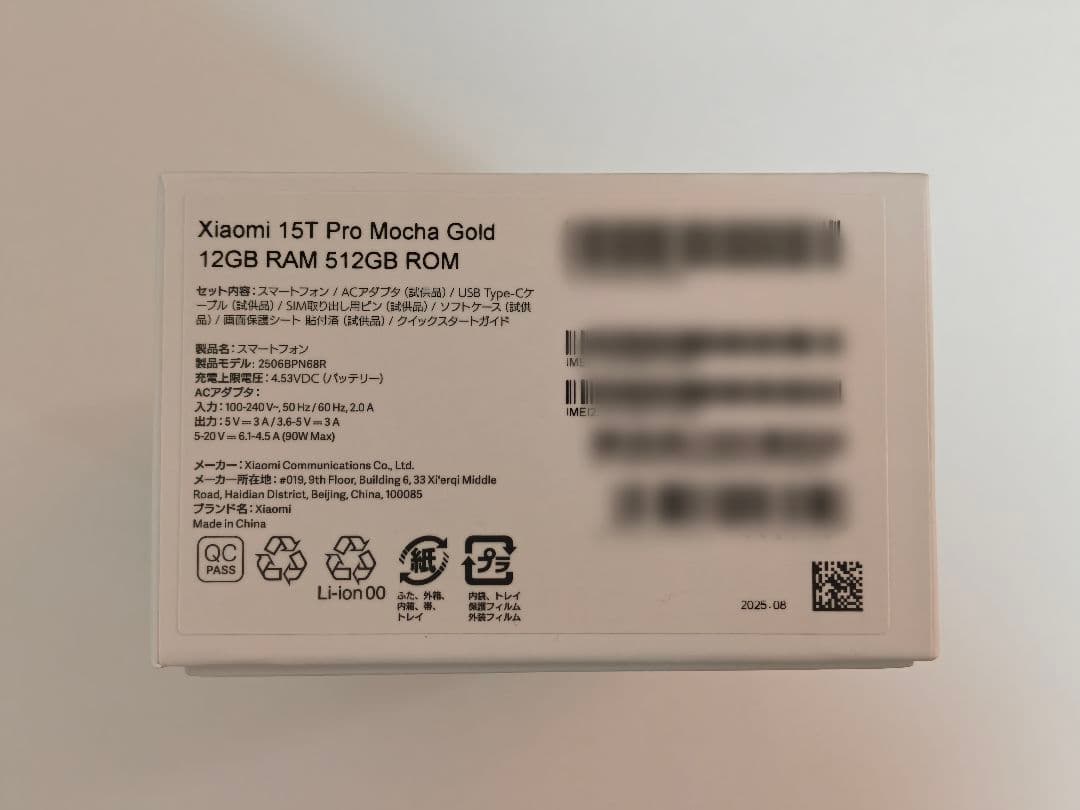 Xiaomi 15T Pro Mocha Gold
12GB RAM 512GB ROM
セット内容：スマートフォン / ACアダプタ（試供品）/ USB Type-Cケ
ーブル（試供品）/ SIM取り出し用ピン（試供品）/ ソフトケース（試供
品）/ 画面保護シート 貼付済（試供品）/ クイックスタートガイド
製品名：スマートフォン
製品モデル: 2506BPN68R
充電上限電圧：4.53VDC（バッテリー）
ACアダプタ：
入力：100-240 V~, 50 Hz / 60 Hz, 2.0 A
出力：5 V⎓3 A / 3.6-5 V⎓3 A
5-20 V⎓6.1-4.5 A (90W Max)
メーカー：Xiaomi Communications Co., Ltd.
メーカー所在地：#019, 9th Floor, Building 6, 33 Xi'erqi Middle
Road, Haidian District, Beijing, China, 100085
ブランド名：Xiaomi
Made in China
QC
PASS
Li-ion 00
紙
ふた、外箱、
内箱、帯、
トレイ
プラ
内袋、トレイ
保護フィルム
外装フィルム
IME
IMEI2
2025.08